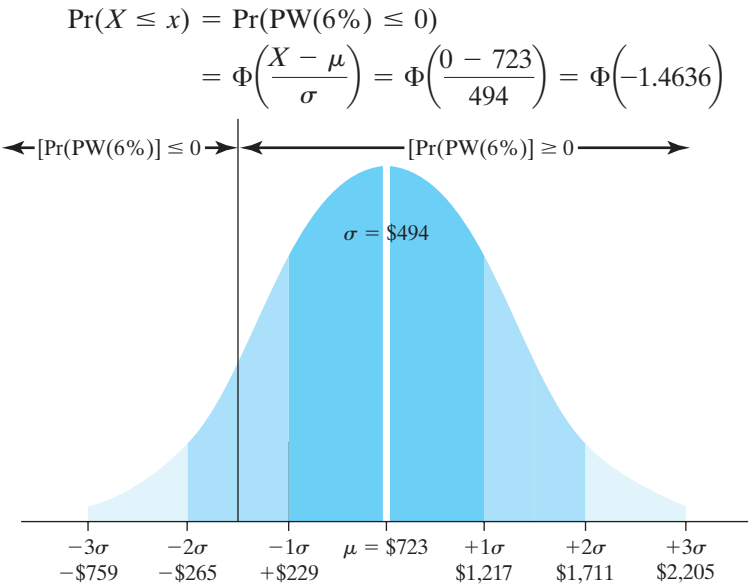 Pr(X ≤ x) = Pr(PW(6%) ≤ 0)
= Φ((X − μ)/σ) = Φ((0 − 723)/494) = Φ(−1.4636)
[Pr(PW(6%)] ≤ 0 [Pr(PW(6%)] ≥ 0
σ = $494
−3σ −2σ −1σ μ = $723 +1σ +2σ +3σ
−$759 −$265 +$229 $1,217 $1,711 $2,205